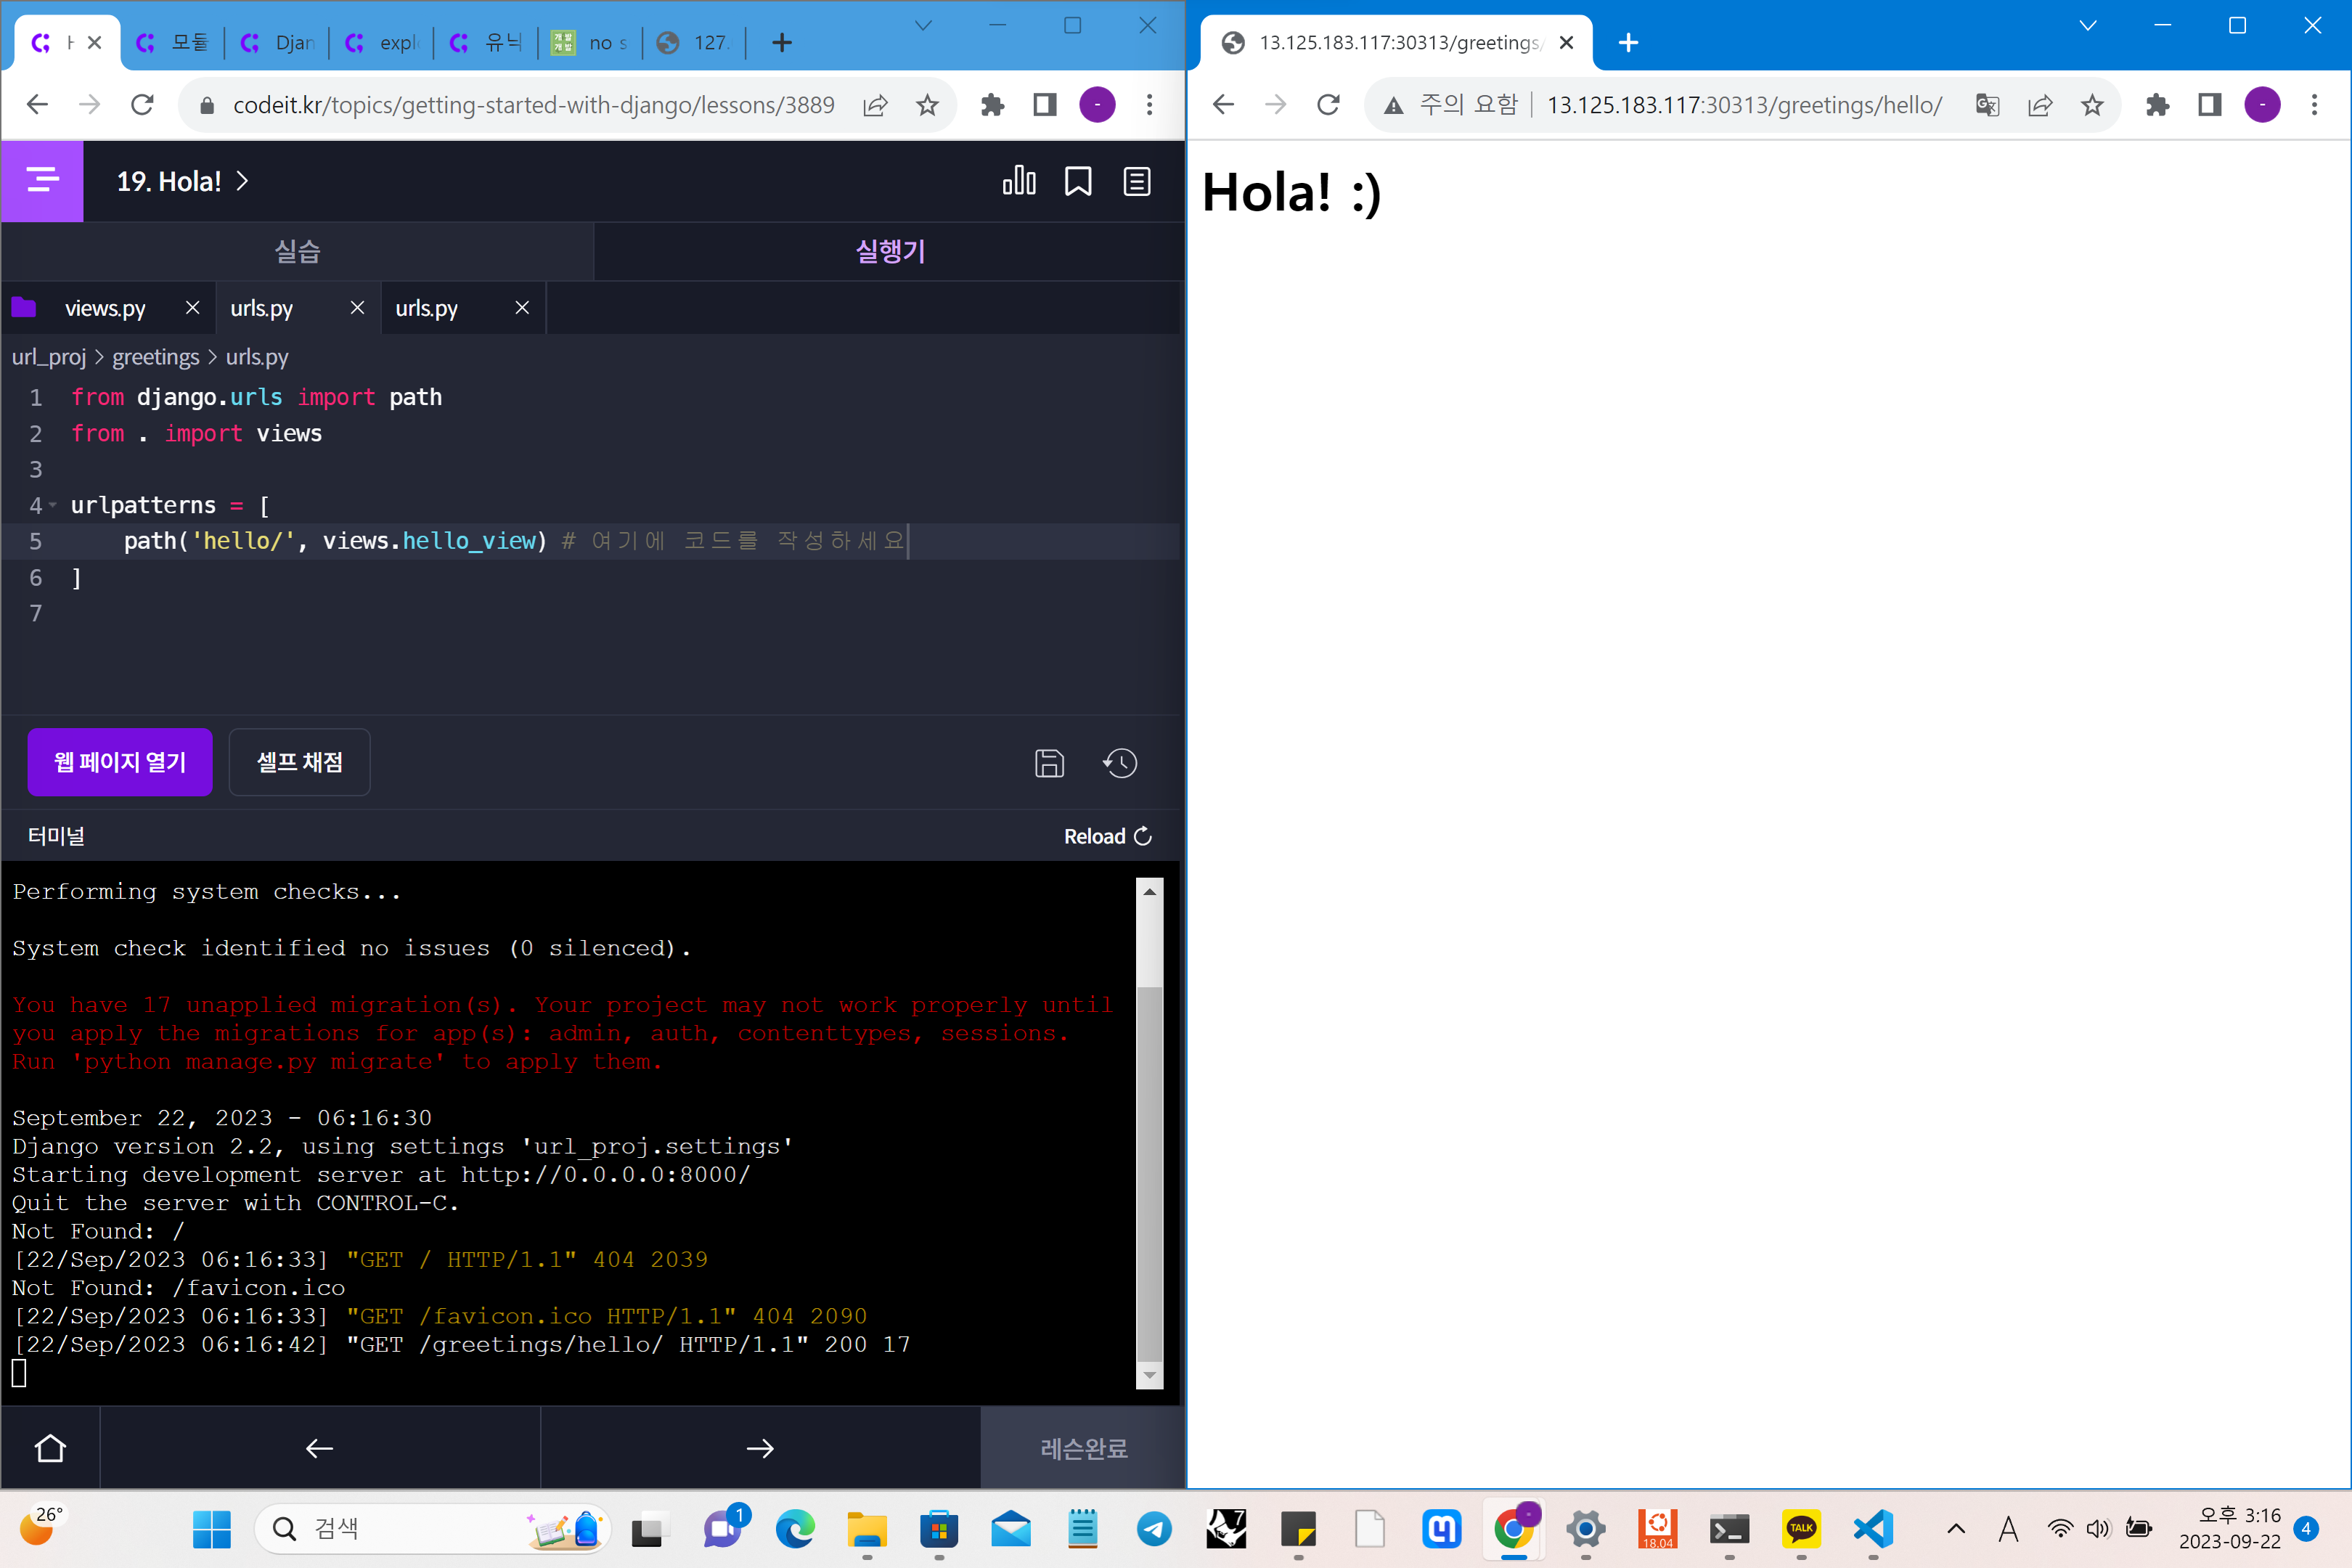 모듈
Djan
expl
유닉
no s
127.
codeit.kr/topics/getting-started-with-django/lessons/3889
19. Hola!
실습
실행기
views.py
urls.py
urls.py
url_proj > greetings > urls.py
1 from django.urls import path
2 from . import views
3
4 urlpatterns = [
5 path('hello/', views.hello_view) # 여기에 코드를 작성하세요
6 ]
7
웹 페이지 열기
셀프 채점
터미널
Reload
Performing system checks...
System check identified no issues (0 silenced).
You have 17 unapplied migration(s). Your project may not work properly until
you apply the migrations for app(s): admin, auth, contenttypes, sessions.
Run 'python manage.py migrate' to apply them.
September 22, 2023 - 06:16:30
Django version 2.2, using settings 'url_proj.settings'
Starting development server at http://0.0.0.0:8000/
Quit the server with CONTROL-C.
Not Found: /
[22/Sep/2023 06:16:33] "GET / HTTP/1.1" 404 2039
Not Found: /favicon.ico
[22/Sep/2023 06:16:33] "GET /favicon.ico HTTP/1.1" 404 2090
[22/Sep/2023 06:16:42] "GET /greetings/hello/ HTTP/1.1" 200 17
레슨완료
13.125.183.117:30313/greetings/
주의 요함
13.125.183.117:30313/greetings/hello/
Hola! :)
26°
검색
1
7
18.04
TALK
A
오후 3:16
2023-09-22
4